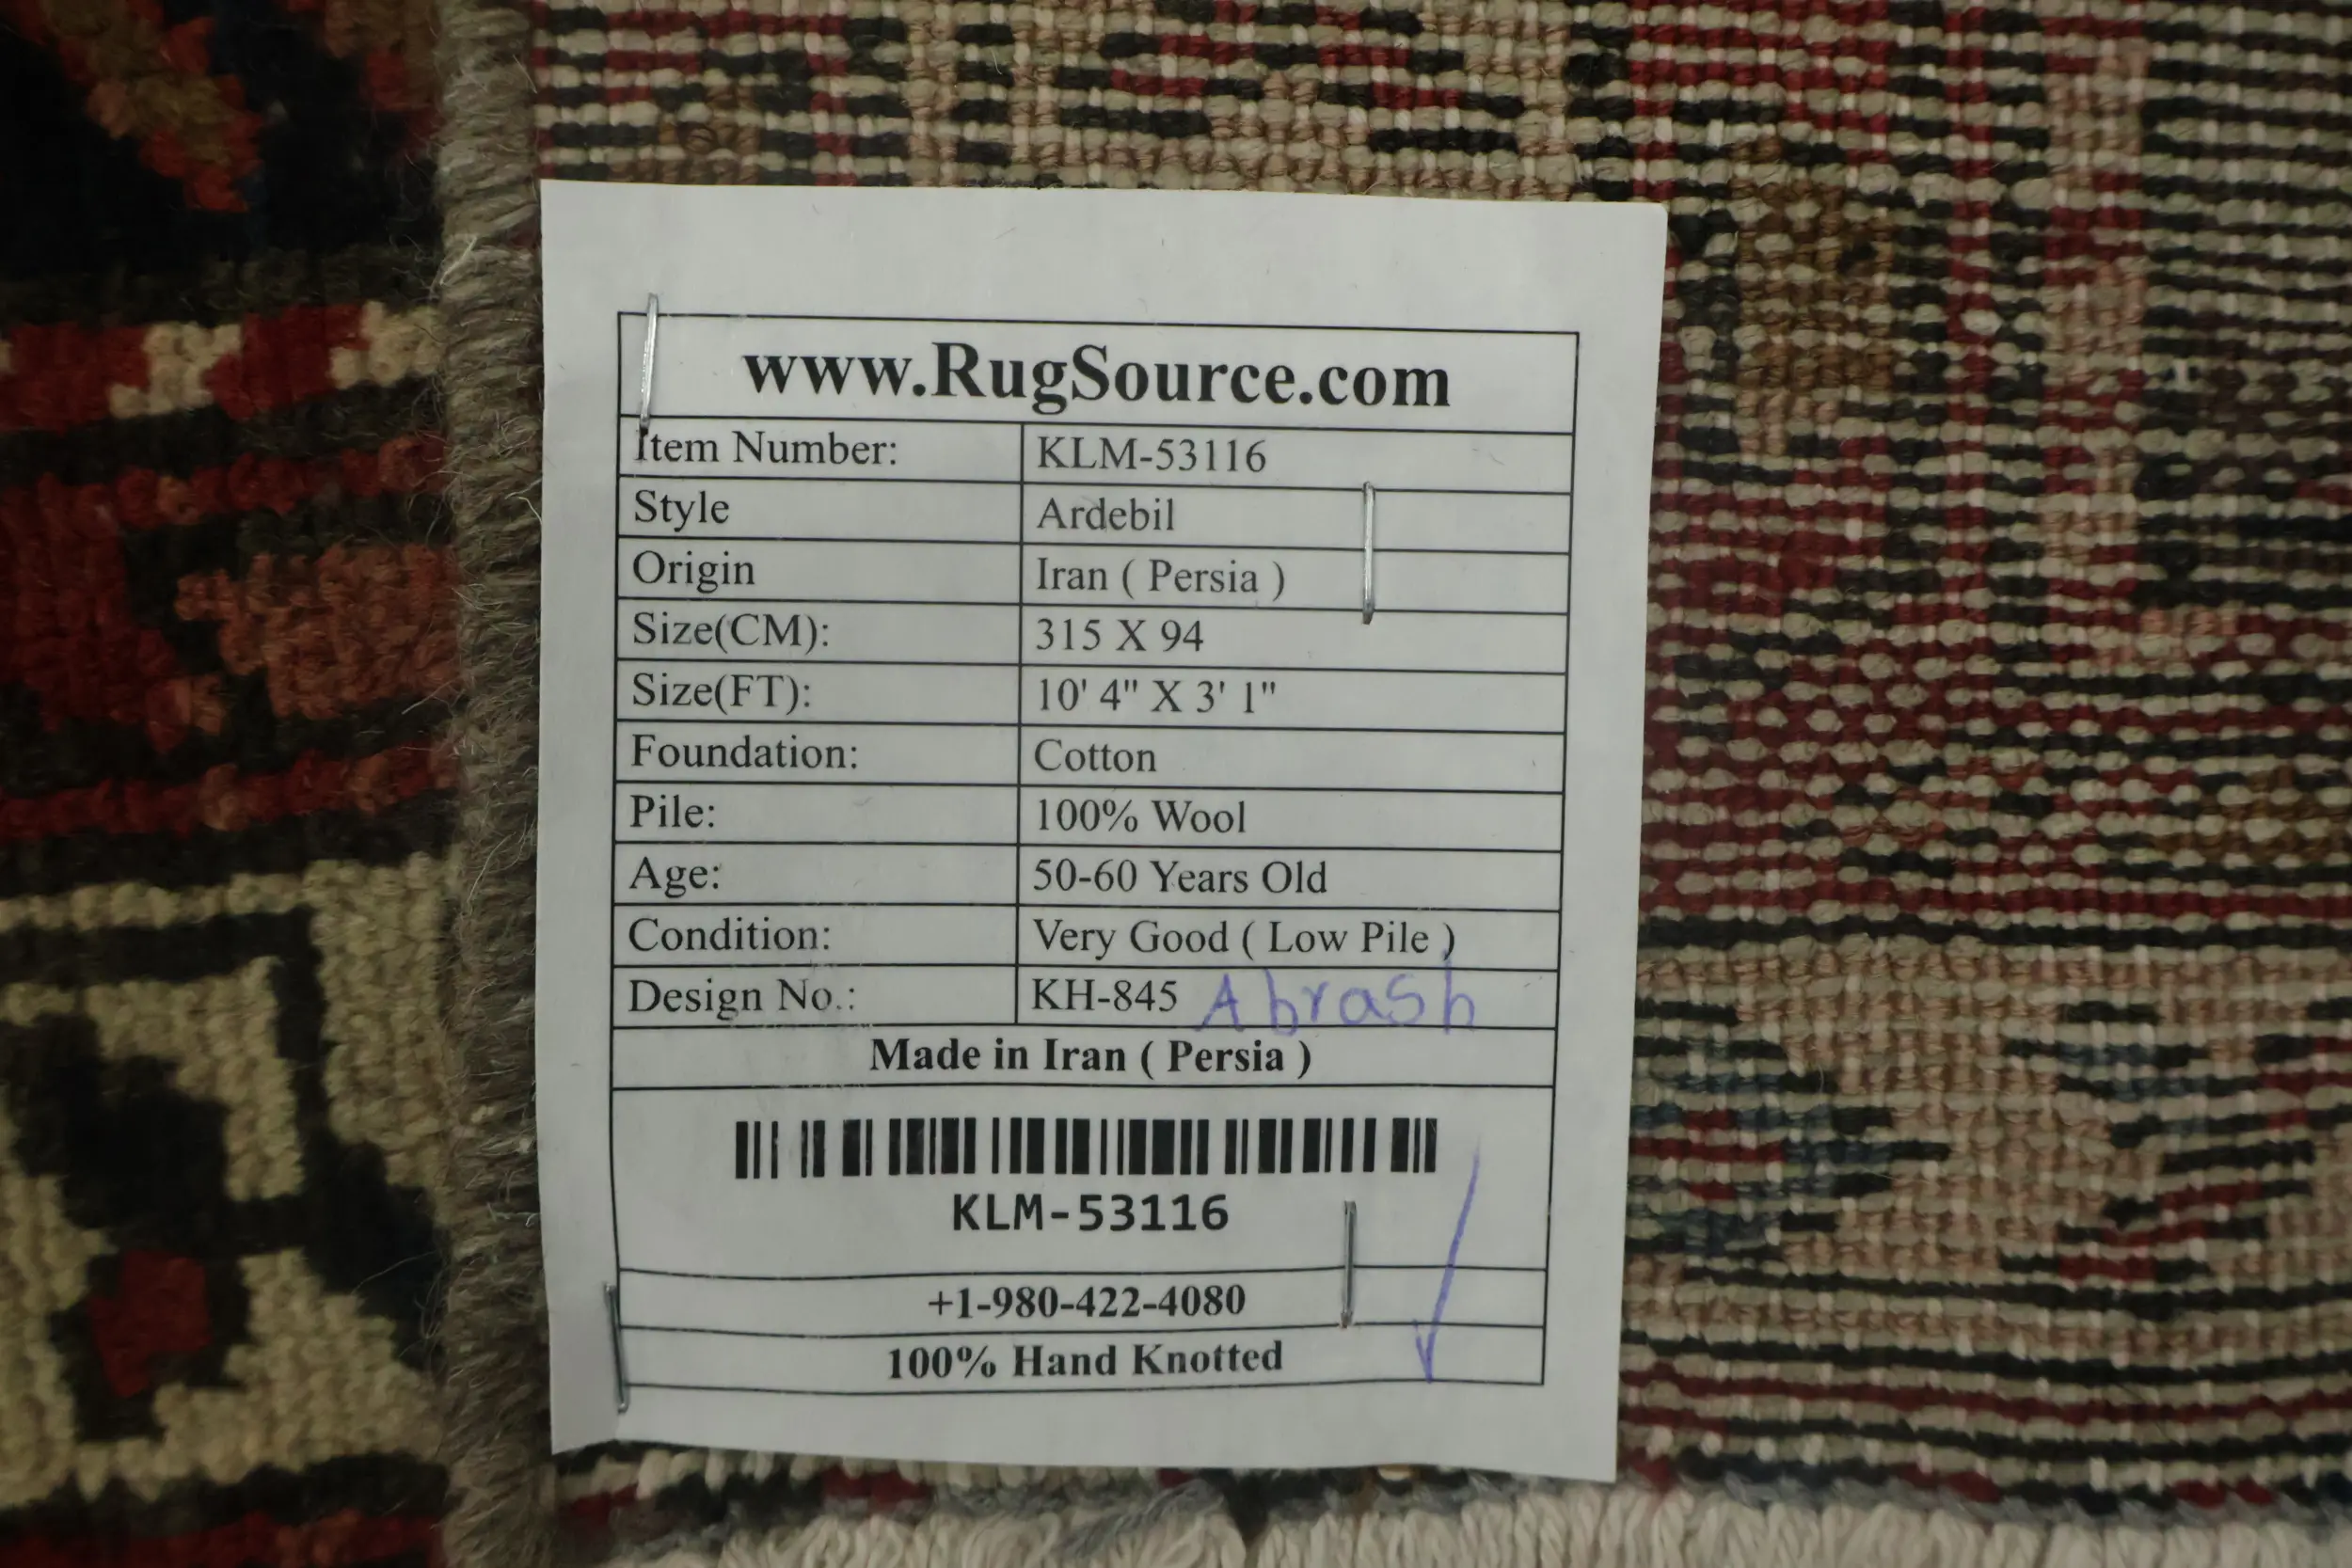 www.RugSource.com
Item Number: KLM-53116
Style Ardebil
Origin Iran ( Persia )
Size(CM): 315 X 94
Size(FT): 10' 4" X 3' 1"
Foundation: Cotton
Pile: 100% Wool
Age: 50-60 Years Old
Condition: Very Good ( Low Pile )
Design No.: KH-845 Abrash
Made in Iran ( Persia )
KLM-53116
+1-980-422-4080
100% Hand Knotted